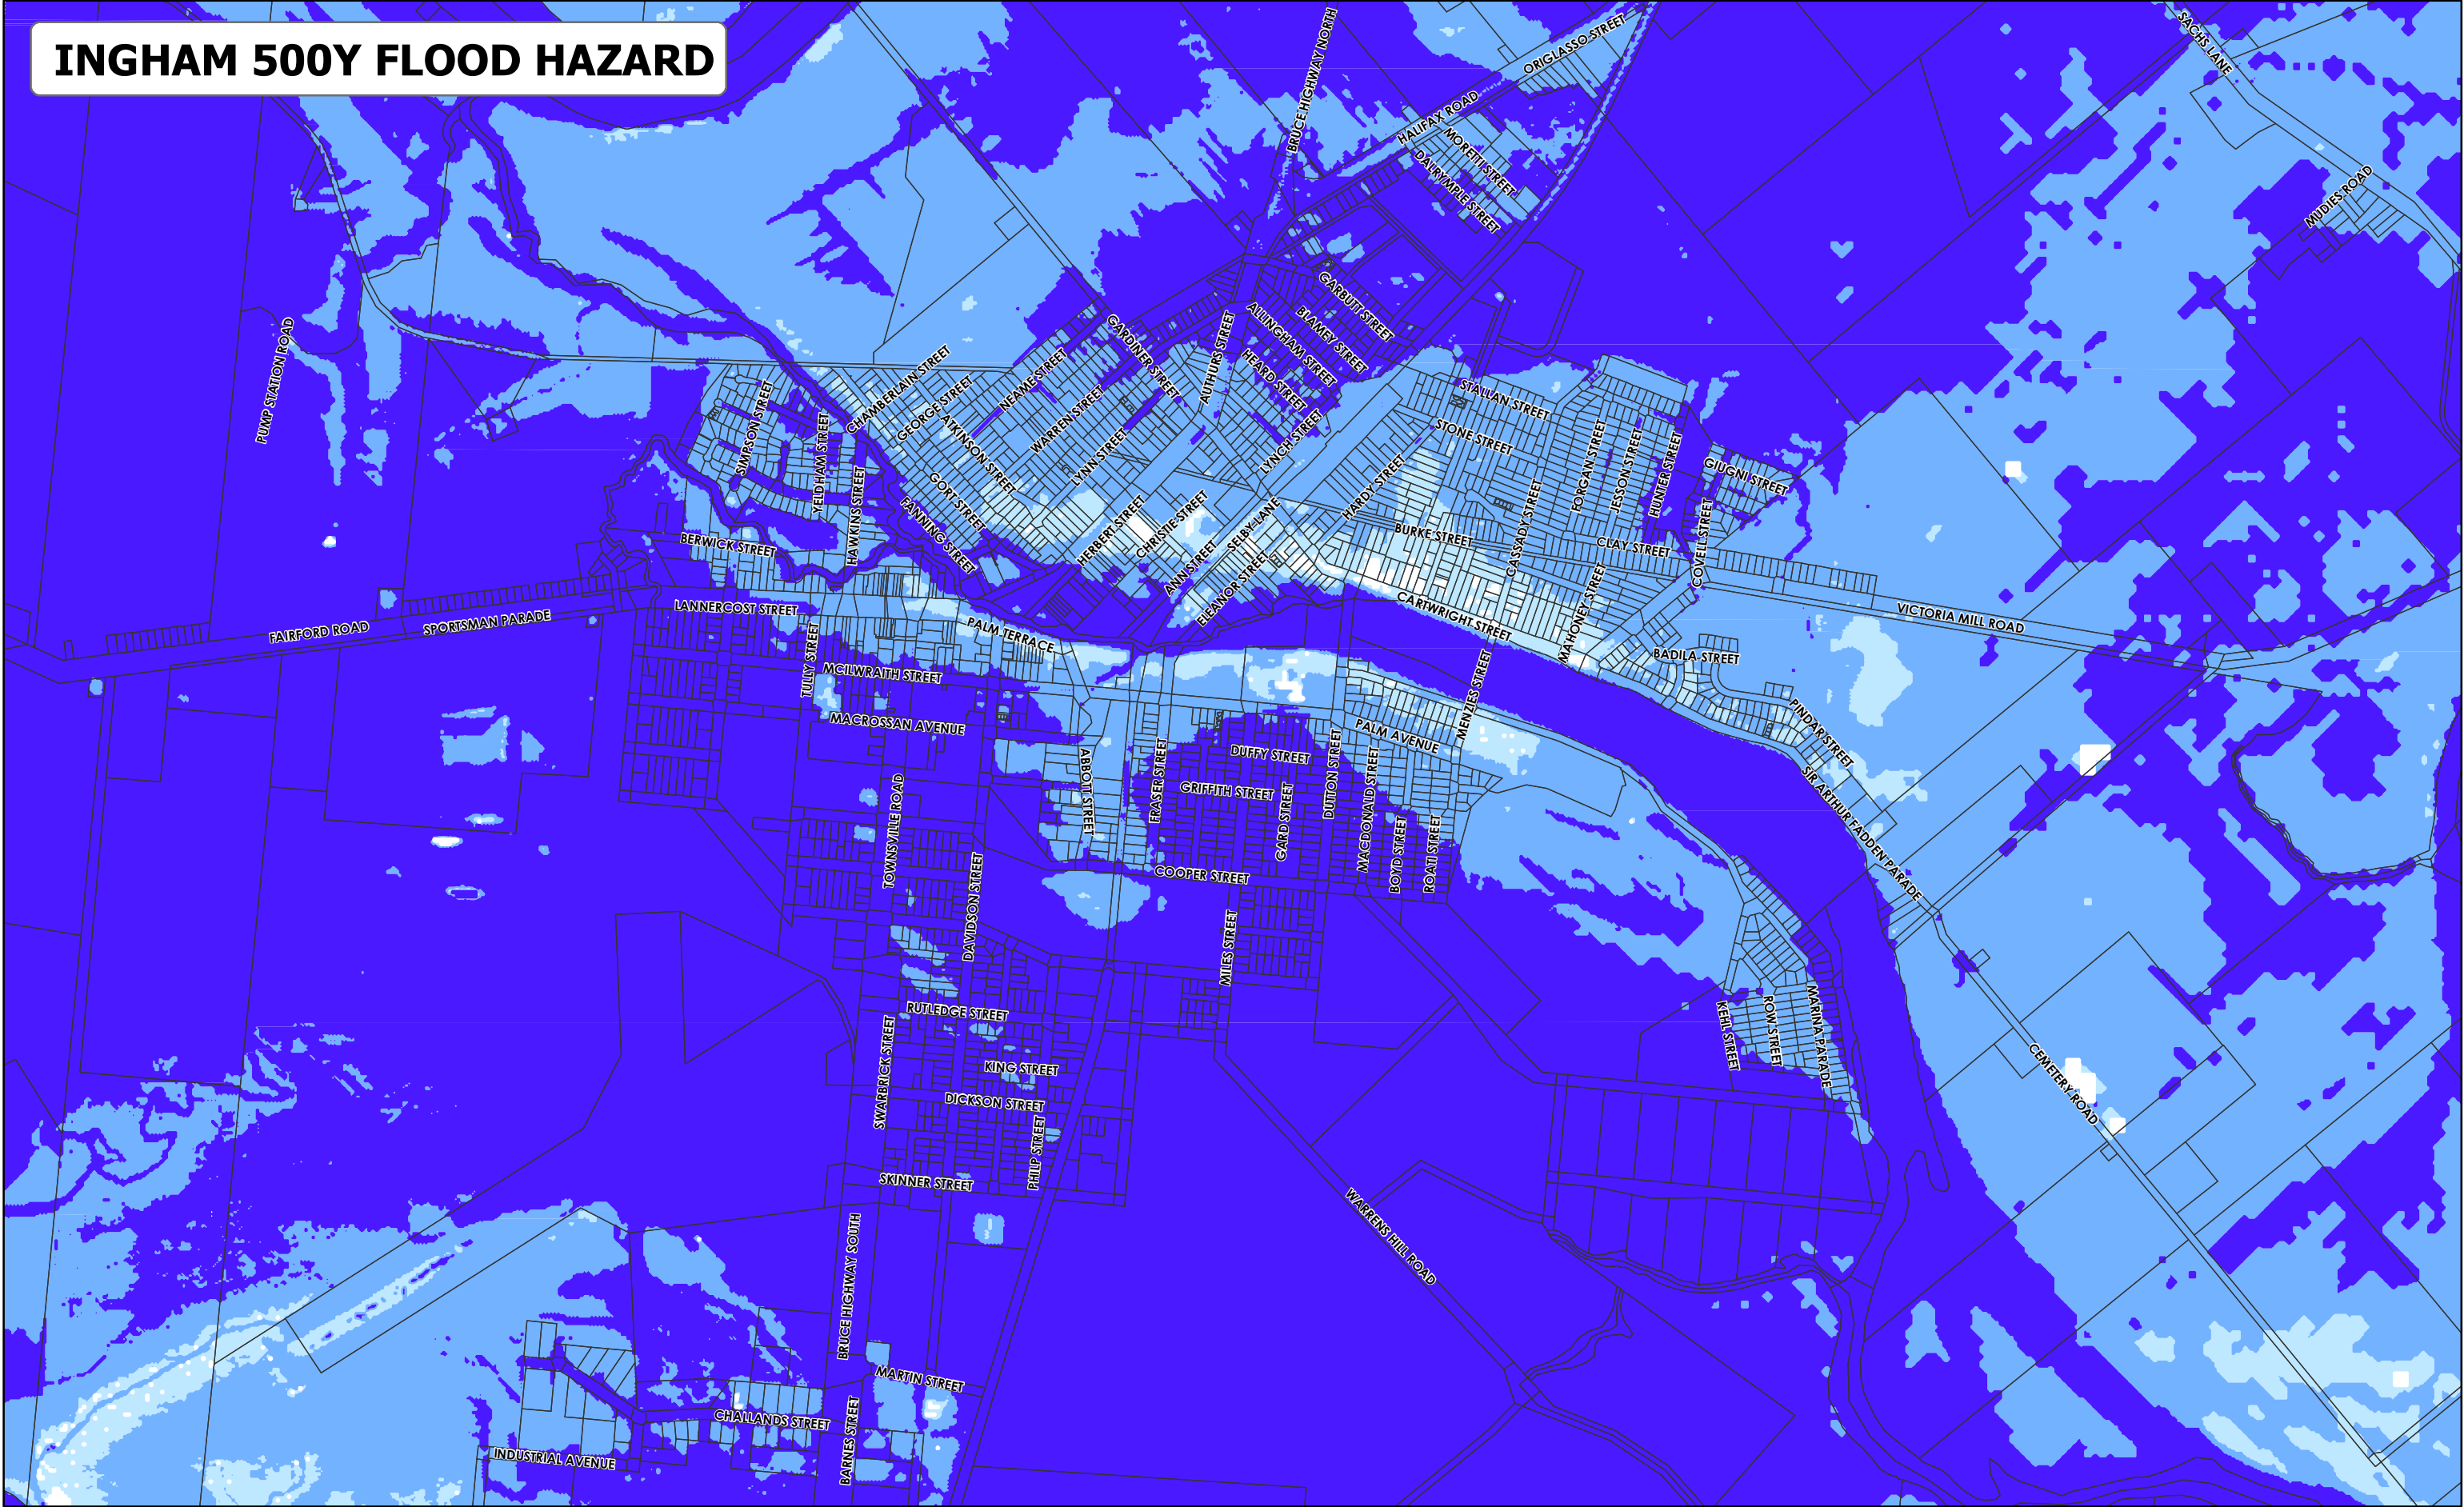 INGHAM 500Y FLOOD HAZARD
SACHS LANE
BRUCE HIGHWAY NORTH
ORIGLASSO STREET
HALIFAX ROAD
MORETTI STREET
DALRYMPLE STREET
MUDIES ROAD
GARBUTT STREET
BLAMEY STREET
ALLINGHAM STREET
HEARD STREET
PUMP STATION ROAD
GARDINER STREET
AUTHURS STREET
CHAMBERLAIN STREET
NEAME STREET
GEORGE STREET
SIMPSON STREET
WARREN STREET
ATKINSON STREET
STALLAN STREET
STONE STREET
LYNCH STREET
LYNN STREET
YELDHAM STREET
HAWKINS STREET
GORT STREET
FANNING STREET
HARDY STREET
FORGAN STREET
JESSON STREET
HUNTER STREET
GIUGNI STREET
COVELL STREET
CASSADY STREET
HERBERT STREET
CHRISTIE STREET
SELBY LANE
ANN STREET
ELEANOR STREET
BURKE STREET
CLAY STREET
BERWICK STREET
LANNERCOST STREET
SPORTSMAN PARADE
FAIRFORD ROAD
PALM TERRACE
CARTWRIGHT STREET
MAHONEY STREET
VICTORIA MILL ROAD
BADILA STREET
TULLY STREET
MCILWRAITH STREET
MACROSSAN AVENUE
MENZIES STREET
PALM AVENUE
PINDAR STREET
SIR ARTHUR FADDEN PARADE
ABBOTT STREET
FRASER STREET
DUFFY STREET
GRIFFITH STREET
GARD STREET
DUTTON STREET
MACDONALD STREET
BOYD STREET
ROATI STREET
TOWNSVILLE ROAD
DAVIDSON STREET
COOPER STREET
MILES STREET
RUTLEDGE STREET
SWARBRICK STREET
KING STREET
DICKSON STREET
PHILP STREET
SKINNER STREET
KEHL STREET
ROW STREET
MARINA PARADE
CEMETERY ROAD
WARRENS HILL ROAD
BRUCE HIGHWAY SOUTH
MARTIN STREET
CHALLANDS STREET
BARNES STREET
INDUSTRIAL AVENUE